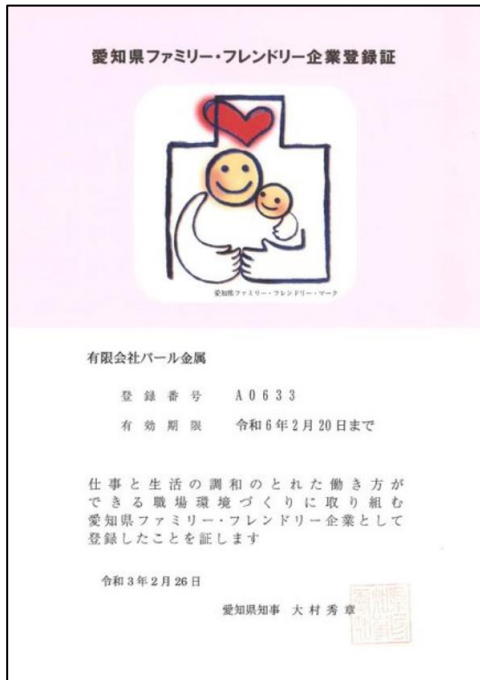 愛知県ファミリー・フレンドリー企業登録証
愛知県ファミリー・フレンドリー・マーク
有限会社パール金属
登録番号 A0633
有効期限 令和6年2月20日まで
仕事と生活の調和のとれた働き方が
できる職場環境づくりに取り組む
愛知県ファミリー・フレンドリー企業として
登録したことを証します
令和3年2月26日
愛知県知事 大村秀章